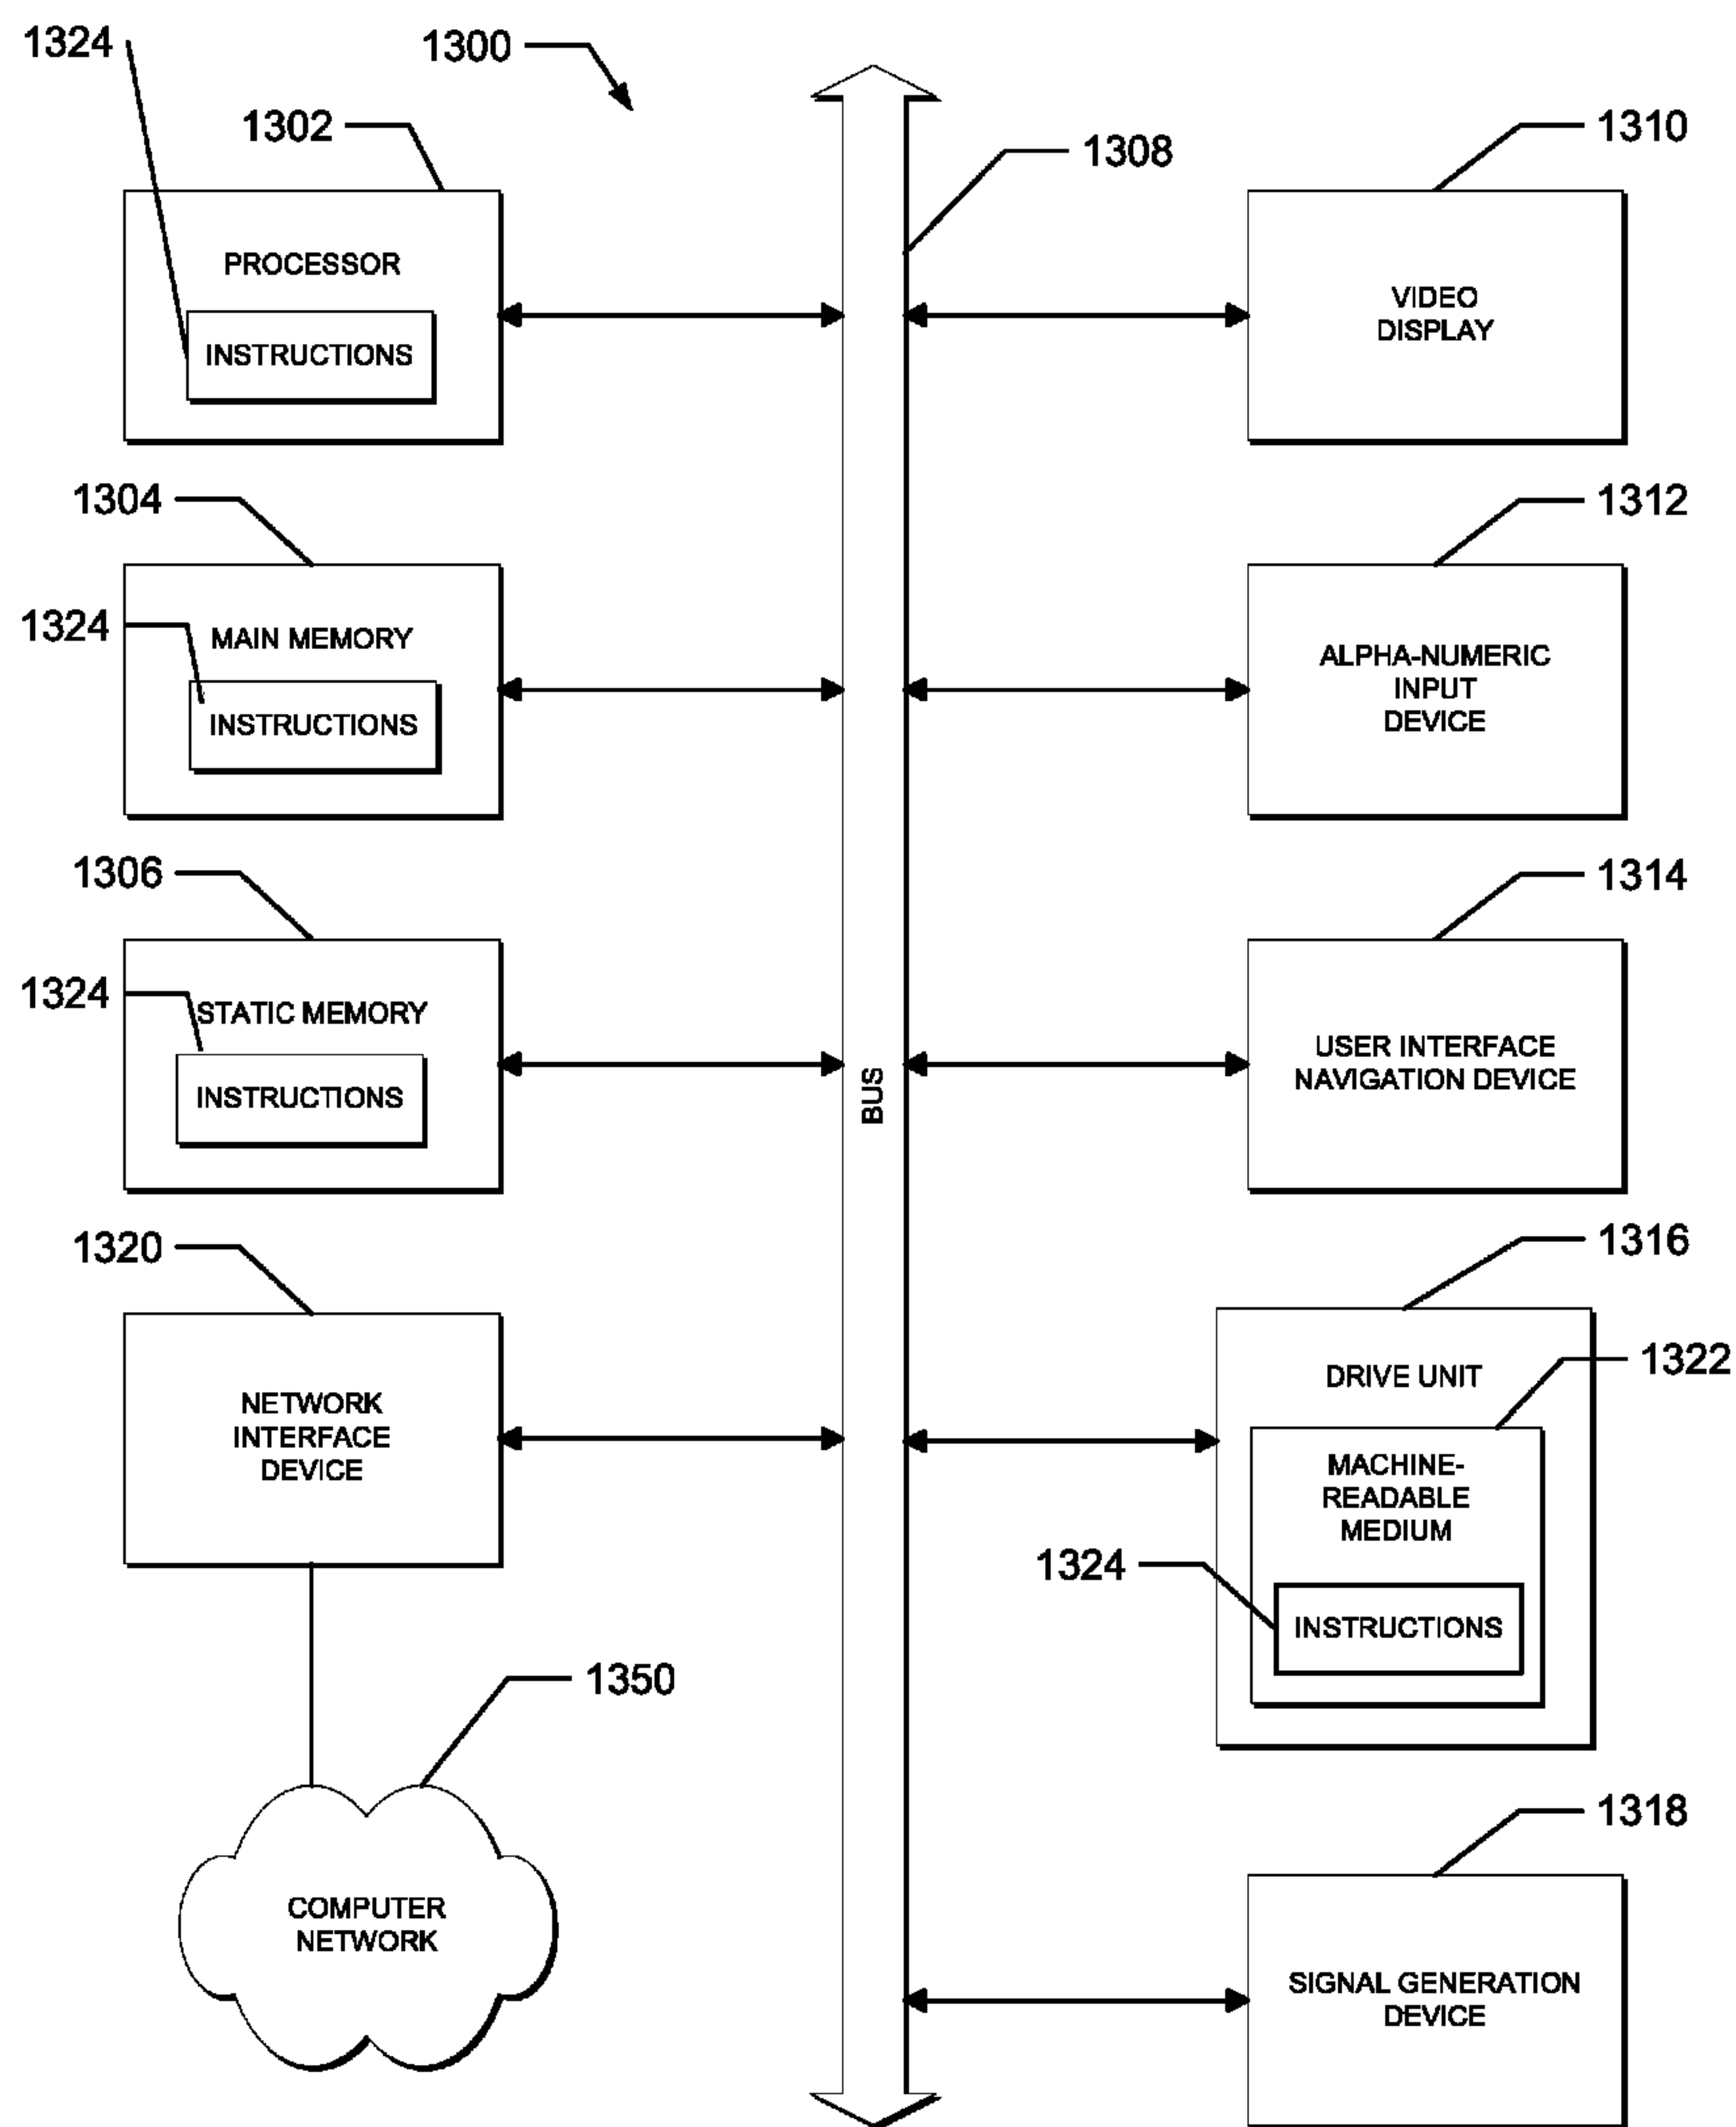 1324
1300
1302
1308
1310
PROCESSOR
INSTRUCTIONS
VIDEO
DISPLAY
1304
1312
1324
MAIN MEMORY
INSTRUCTIONS
ALPHA-NUMERIC
INPUT
DEVICE
1306
1314
1324
STATIC MEMORY
INSTRUCTIONS
BUS
USER INTERFACE
NAVIGATION DEVICE
1320
1316
NETWORK
INTERFACE
DEVICE
DRIVE UNIT
1322
MACHINE-
READABLE
MEDIUM
1324
INSTRUCTIONS
1350
COMPUTER
NETWORK
1318
SIGNAL GENERATION
DEVICE